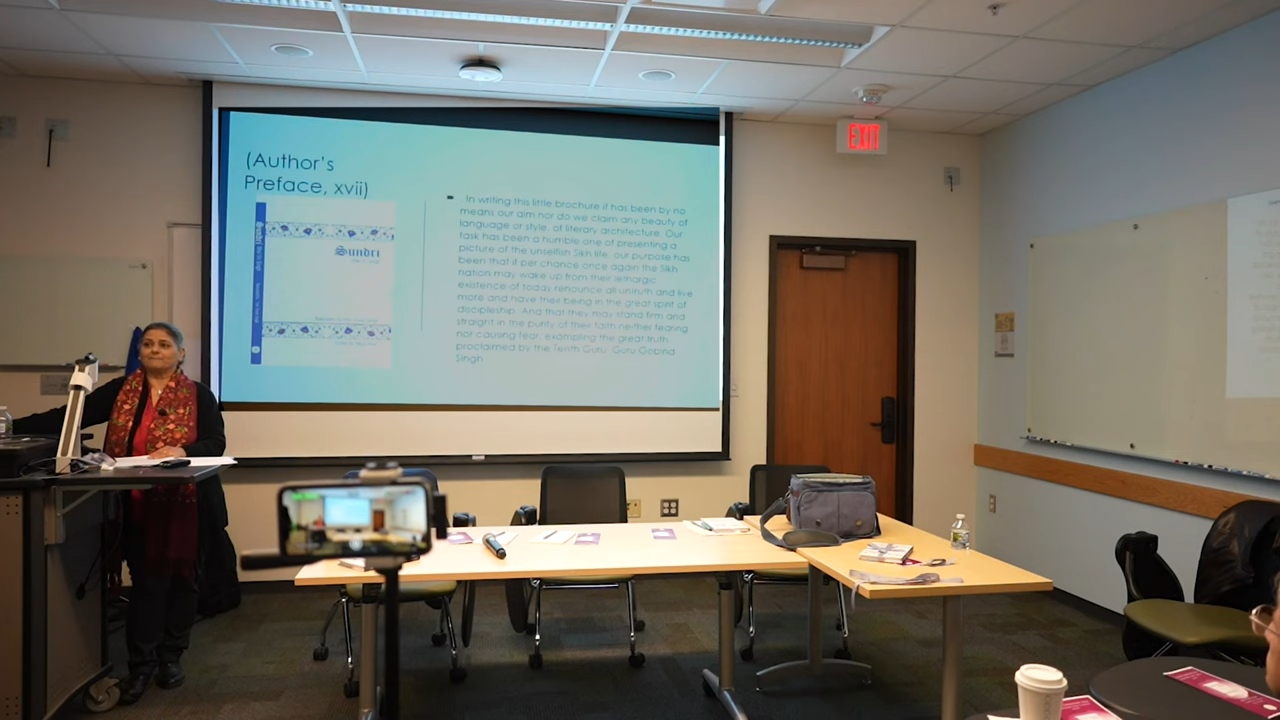 (Author's
Preface, xvii)
Sundri
In writing this little brochure it has been by no
means our aim nor do we claim any beauty of
language or style, of literary architecture. Our
task has been a humble one of presenting a
picture of the unselfish Sikh life, our purpose has
been that if per chance once again the Sikh
nation may wake up from their lethargic
existence of today renounce all untruth and live
more and have their being in the great spirit of
discipleship. And that they may stand firm and
straight in the purity of their faith neither fearing
nor causing fear, exampling the great truth
proclaimed by the Tenth Guru, Guru Gobind
Singh
EXIT